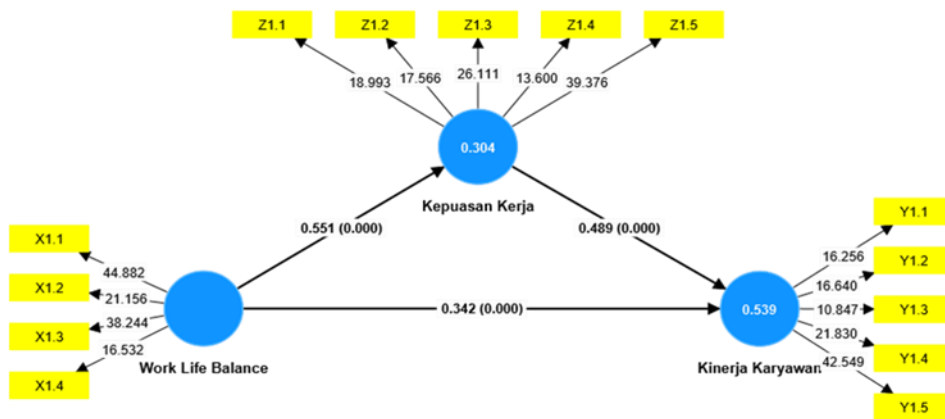 Z1.1 Z1.2 Z1.3 Z1.4 Z1.5
18.993 17.566 26.111 13.600 39.376
0.304
Kepuasan Kerja
0.551 (0.000) 0.489 (0.000)
X1.1
X1.2
X1.3
X1.4
44.882
21.156
38.244
16.532
Work Life Balance
0.342 (0.000)
0.539
Kinerja Karyawan
16.256
16.640
10.847
21.830
42.549
Y1.1
Y1.2
Y1.3
Y1.4
Y1.5